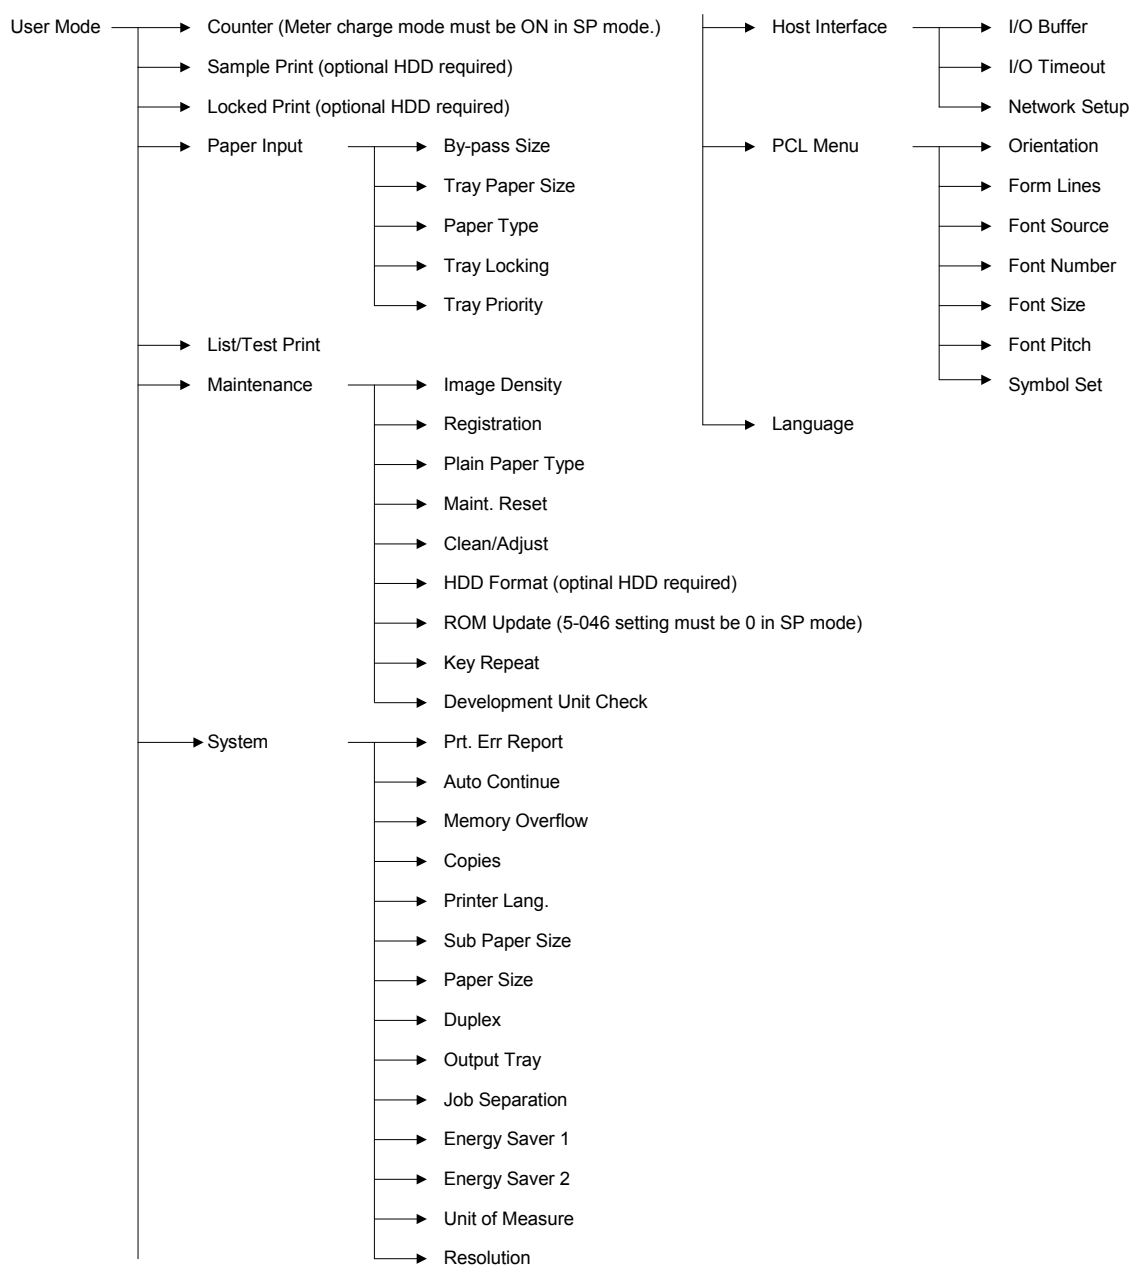 User Mode
Counter (Meter charge mode must be ON in SP mode.)
Sample Print (optional HDD required)
Locked Print (optional HDD required)
Paper Input
By-pass Size
Tray Paper Size
Paper Type
Tray Locking
Tray Priority
List/Test Print
Maintenance
Image Density
Registration
Plain Paper Type
Maint. Reset
Clean/Adjust
HDD Format (optinal HDD required)
ROM Update (5-046 setting must be 0 in SP mode)
Key Repeat
Development Unit Check
System
Prt. Err Report
Auto Continue
Memory Overflow
Copies
Printer Lang.
Sub Paper Size
Paper Size
Duplex
Output Tray
Job Separation
Energy Saver 1
Energy Saver 2
Unit of Measure
Resolution
Host Interface
I/O Buffer
I/O Timeout
Network Setup
PCL Menu
Orientation
Form Lines
Font Source
Font Number
Font Size
Font Pitch
Symbol Set
Language